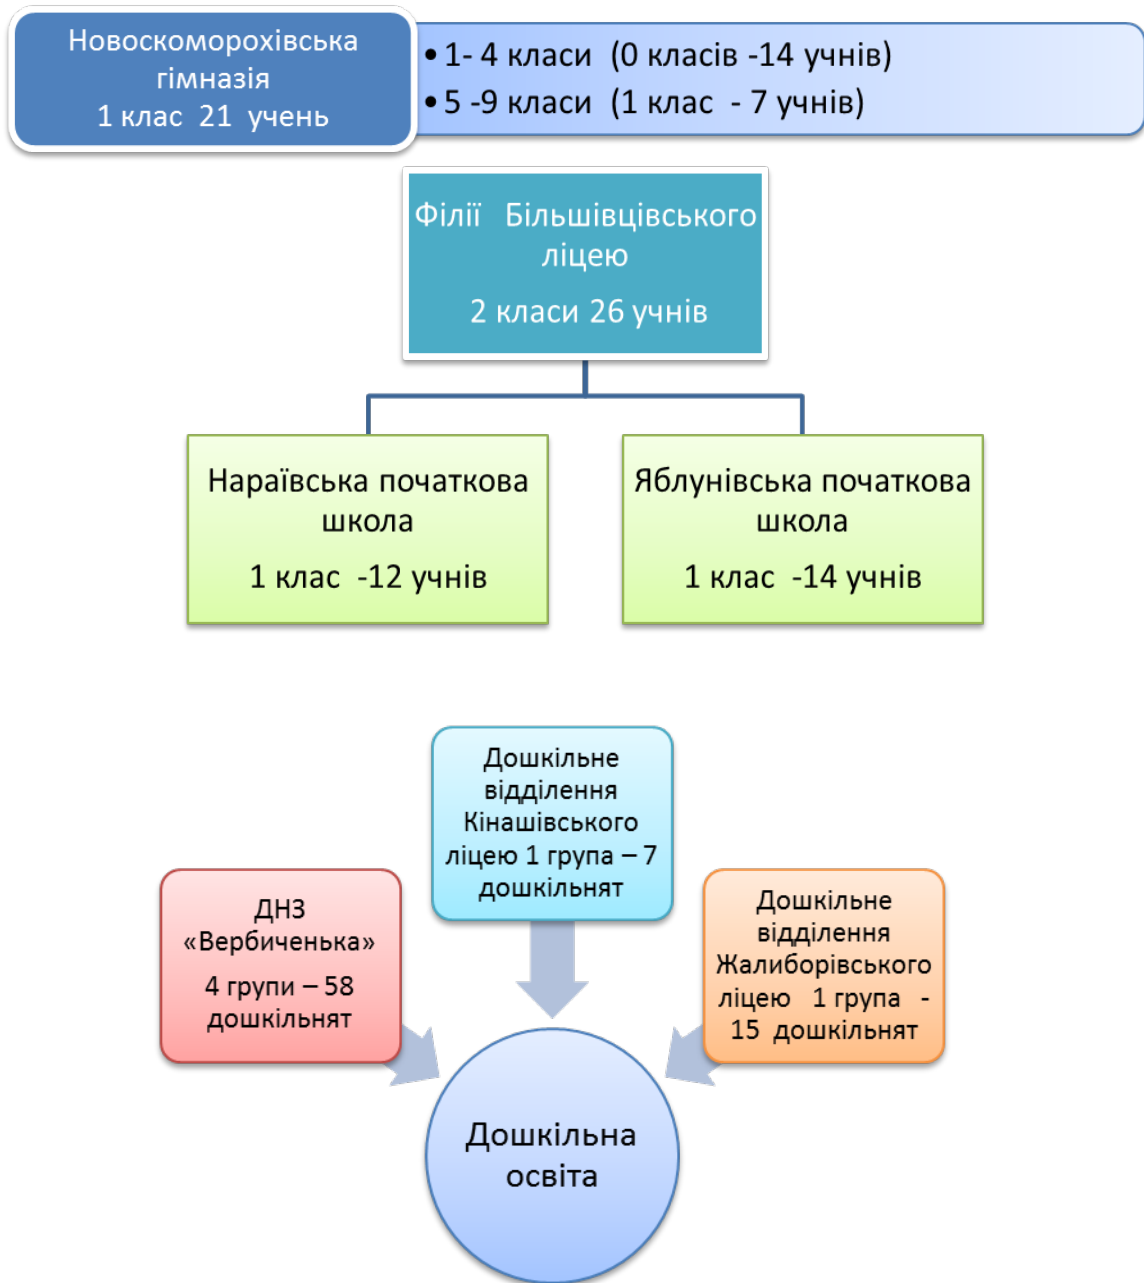 Новоскоморохівська
гімназія
1 клас 21 учень
• 1- 4 класи (0 класів -14 учнів)
• 5 -9 класи (1 клас - 7 учнів)
Філії Більшівцівського
ліцею
2 класи 26 учнів
Нараївська початкова
школа
1 клас -12 учнів
Яблунівська початкова
школа
1 клас -14 учнів
Дошкільне
відділення
Кінашівського
ліцею 1 група – 7
дошкільнят
ДНЗ
«Вербиченька»
4 групи – 58
дошкільнят
Дошкільне
відділення
Жалиборівського
ліцею 1 група -
15 дошкільнят
Дошкільна
освіта